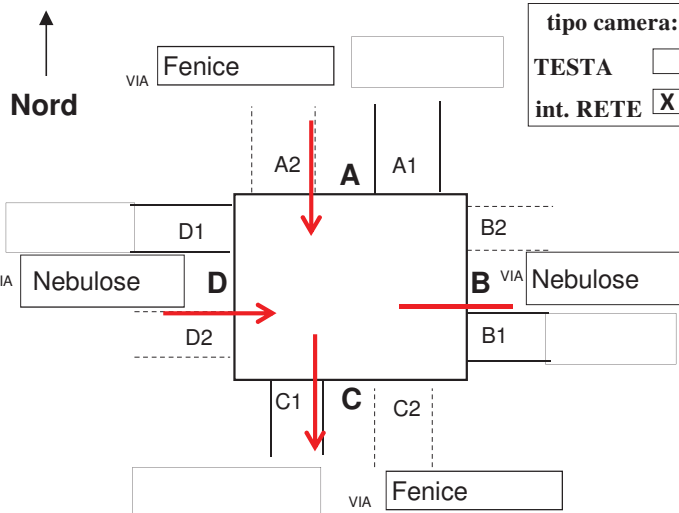 tipo camera:
VIA Fenice
TESTA
Nord
int. RETE X
A2 A A1
D1 B2
VIA Nebulose D B VIA Nebulose
D2 B1
C1 C C2
VIA Fenice